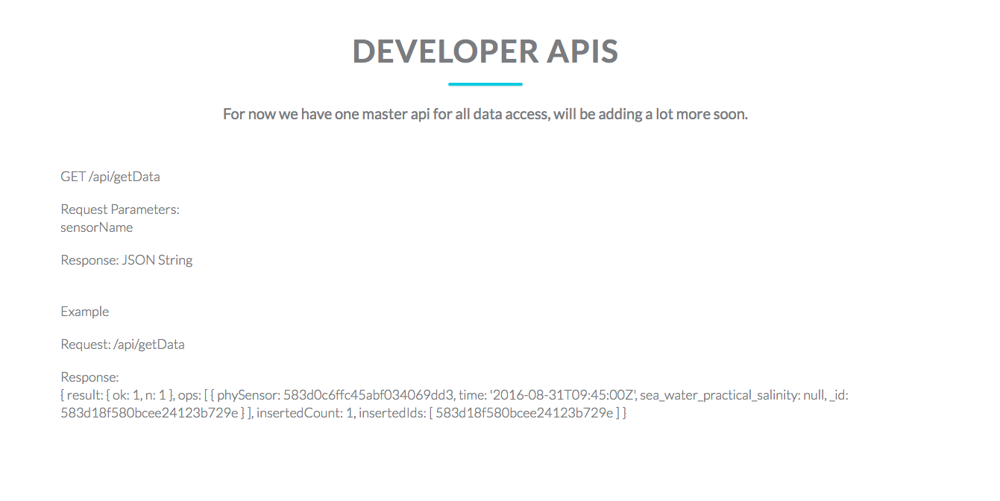 DEVELOPER APIS
For now we have one master api for all data access, will be adding a lot more soon.
GET /api/getData
Request Parameters:
sensorName
Response: JSON String
Example
Request: /api/getData
Response:
{ result: { ok: 1, n: 1 }, ops: [ { phySensor: 583d0c6ffc45abf034069dd3, time: '2016-08-31T09:45:00Z', sea_water_practical_salinity: null, _id:
583d18f580bcee24123b729e } ], insertedCount: 1, insertedIds: [ 583d18f580bcee24123b729e ] }